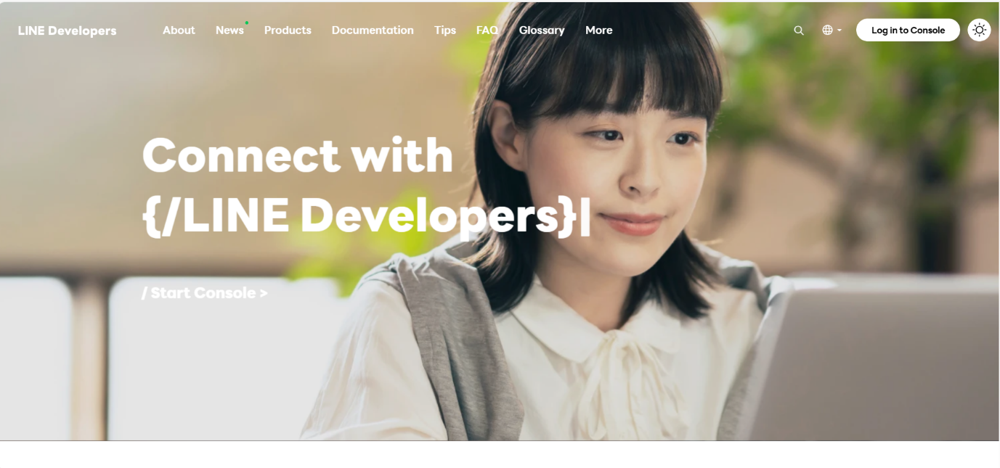 LINE Developers
About News Products Documentation Tips FAQ Glossary More
Log in to Console
Connect with
{/LINE Developers}|
/ Start Console >